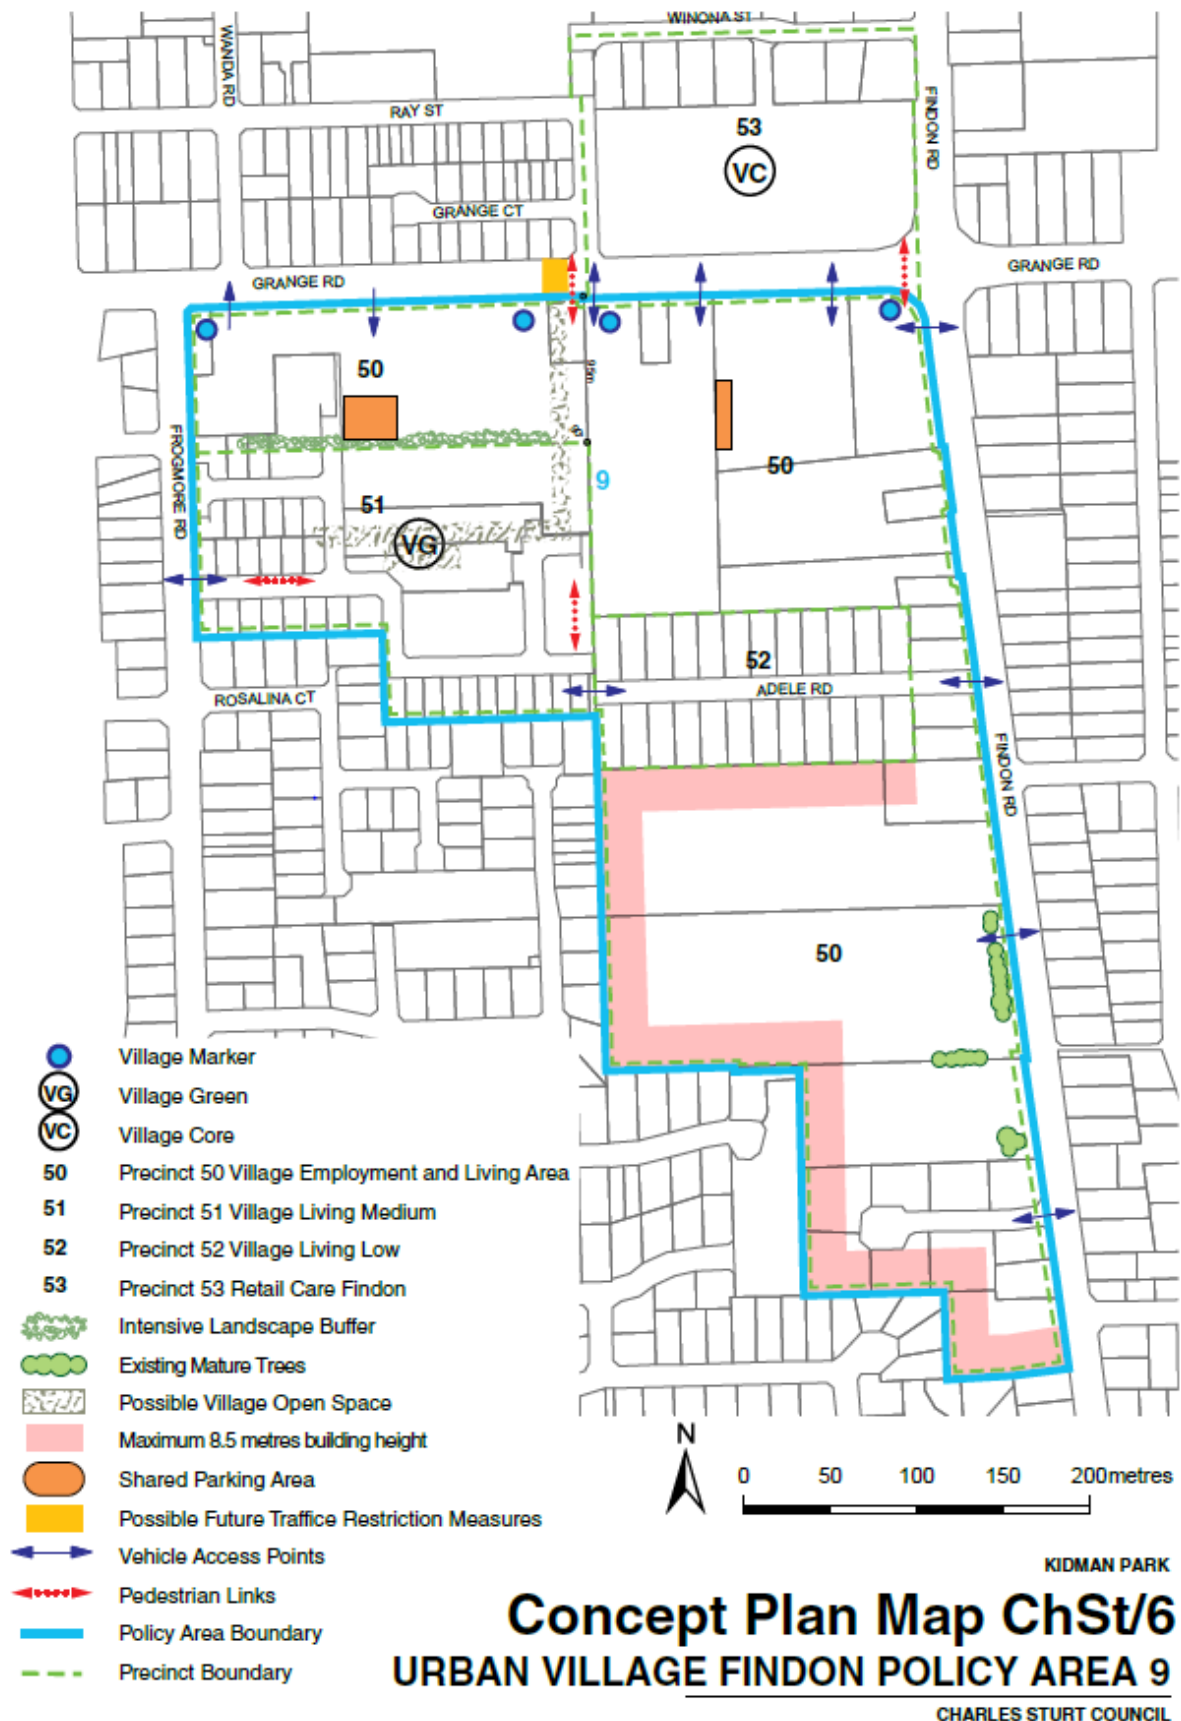 WINONA ST
WANDA RD
RAY ST
FINDON RD
53
VC
GRANGE CT
GRANGE RD
GRANGE RD
50
95m
90
FROGMORE RD
9
50
51
VG
52
ROSALINA CT
ADELE RD
FINDON RD
50
Village Marker
VG Village Green
VC Village Core
50 Precinct 50 Village Employment and Living Area
51 Precinct 51 Village Living Medium
52 Precinct 52 Village Living Low
53 Precinct 53 Retail Care Findon
Intensive Landscape Buffer
Existing Mature Trees
Possible Village Open Space
Maximum 8.5 metres building height
Shared Parking Area
Possible Future Traffice Restriction Measures
Vehicle Access Points
Pedestrian Links
Policy Area Boundary
Precinct Boundary
N
0 50 100 150 200metres
KIDMAN PARK
Concept Plan Map ChSt/6
URBAN VILLAGE FINDON POLICY AREA 9
CHARLES STURT COUNCIL